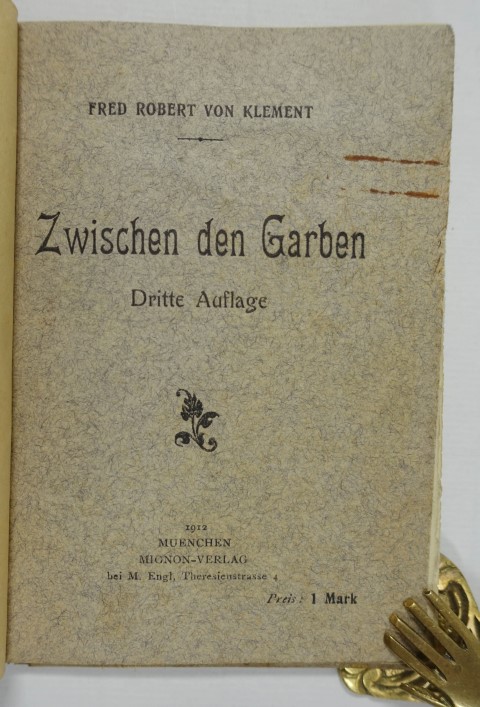 FRED ROBERT VON KLEMENT
Zwischen den Garben
Dritte Auflage
1912
MUENCHEN
MIGNON-VERLAG
bei M. Engl, Theresienstrasse 4
Preis: 1 Mark